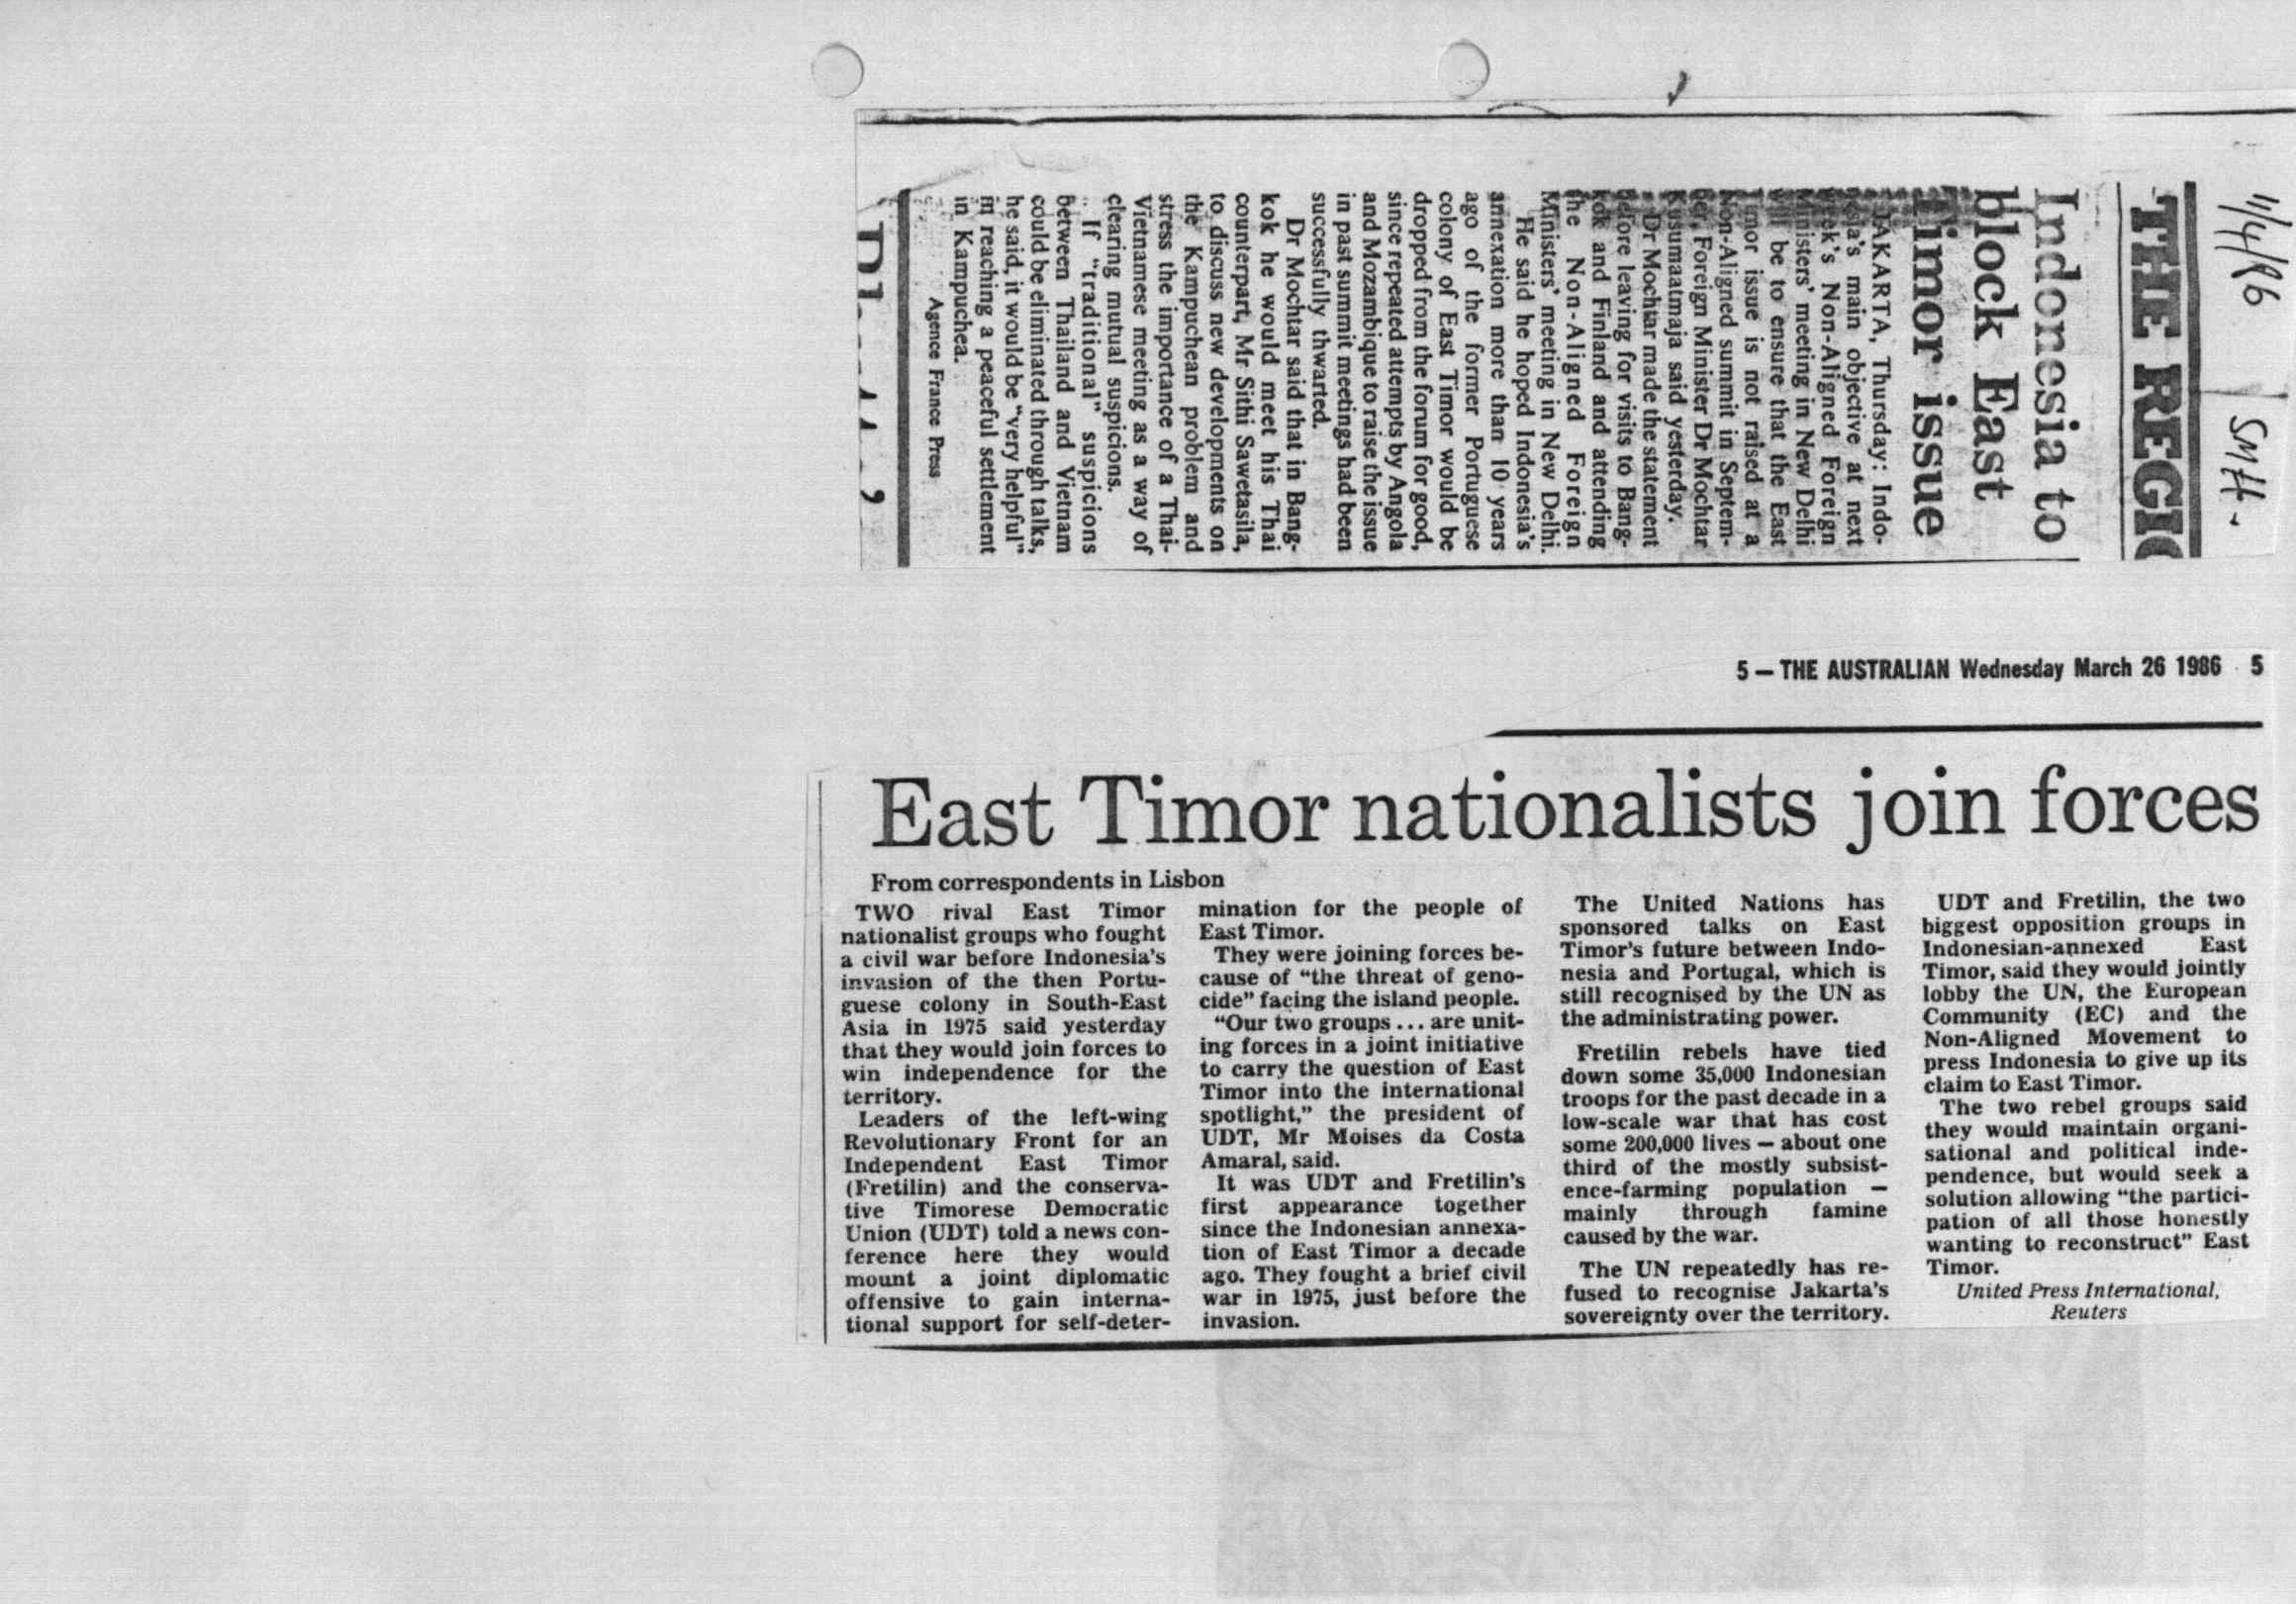 11/4/86 SMH.
THE REGI
Indonesia to
block East
Timor issue
JAKARTA, Thursday: Indo-
nesia's main objective at next
week's Non-Aligned Foreign
Ministers' meeting in New Delhi
will be to ensure that the East
Timor issue is not raised at a
Non-Aligned summit in Septem-
ber, Foreign Minister Dr Mochtar
Kusumaatmaja said yesterday.
Dr Mochtar made the statement
before leaving for visits to Bang-
kok and Finland and attending
the Non-Aligned Foreign
Ministers' meeting in New Delhi.
He said he hoped Indonesia's
annexation more than 10 years
ago of the former Portuguese
colony of East Timor would be
dropped from the forum for good,
since repeated attempts by Angola
and Mozambique to raise the issue
in past summit meetings had been
successfully thwarted.
Dr Mochtar said that in Bang-
kok he would meet his Thai
counterpart, Mr Sithi Sawetasila,
to discuss new developments on
the Kampuchean problem and
stress the importance of a Thai-
Vietnamese meeting as a way of
clearing mutual suspicions.
If "traditional" suspicions
between Thailand and Vietnam
could be eliminated through talks,
he said, it would be "very helpful"
in reaching a peaceful settlement
in Kampuchea.
Agence France Press
5 — THE AUSTRALIAN Wednesday March 26 1986 5
East Timor nationalists join forces
From correspondents in Lisbon
TWO rival East Timor
nationalist groups who fought
a civil war before Indonesia's
invasion of the then Portu-
guese colony in South-East
Asia in 1975 said yesterday
that they would join forces to
win independence for the
territory.
Leaders of the left-wing
Revolutionary Front for an
Independent East Timor
(Fretilin) and the conserva-
tive Timorese Democratic
Union (UDT) told a news con-
ference here they would
mount a joint diplomatic
offensive to gain interna-
tional support for self-deter-
mination for the people of
East Timor.
They were joining forces be-
cause of "the threat of geno-
cide" facing the island people.
"Our two groups ... are unit-
ing forces in a joint initiative
to carry the question of East
Timor into the international
spotlight," the president of
UDT, Mr Moises da Costa
Amaral, said.
It was UDT and Fretilin's
first appearance together
since the Indonesian annexa-
tion of East Timor a decade
ago. They fought a brief civil
war in 1975, just before the
invasion.
The United Nations has
sponsored talks on East
Timor's future between Indo-
nesia and Portugal, which is
still recognised by the UN as
the administrating power.
Fretilin rebels have tied
down some 35,000 Indonesian
troops for the past decade in a
low-scale war that has cost
some 200,000 lives — about one
third of the mostly subsist-
ence-farming population —
mainly through famine
caused by the war.
The UN repeatedly has re-
fused to recognise Jakarta's
sovereignty over the territory.
UDT and Fretilin, the two
biggest opposition groups in
Indonesian-annexed East
Timor, said they would jointly
lobby the UN, the European
Community (EC) and the
Non-Aligned Movement to
press Indonesia to give up its
claim to East Timor.
The two rebel groups said
they would maintain organi-
sational and political inde-
pendence, but would seek a
solution allowing "the partici-
pation of all those honestly
wanting to reconstruct" East
Timor.
United Press International,
Reuters